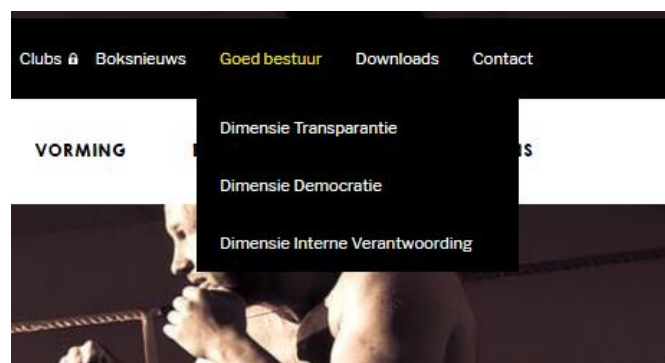 Clubs Boksnieuws Goed bestuur Downloads Contact
Dimensie Transparantie
VORMING
Dimensie Democratie
Dimensie Interne Verantwoording